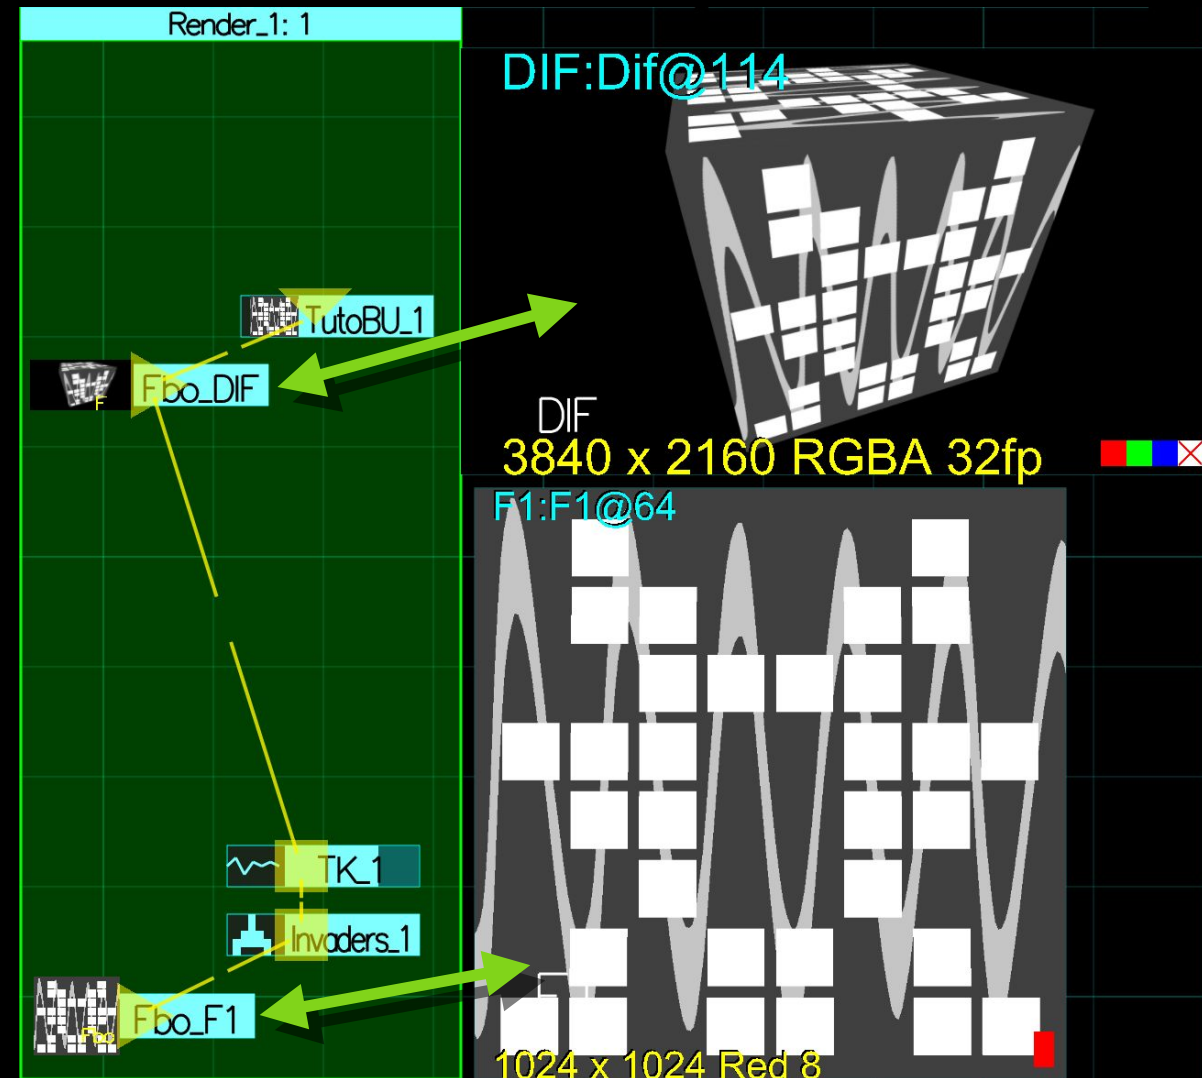 Render_1: 1
DIF:Dif@114
TutoBU_1
F
Fbo_DIF
DIF
3840 x 2160 RGBA 32fp
F1:F1@64
TK_1
Invaders_1
Fbo
Fbo_F1
1024 x 1024 Red 8